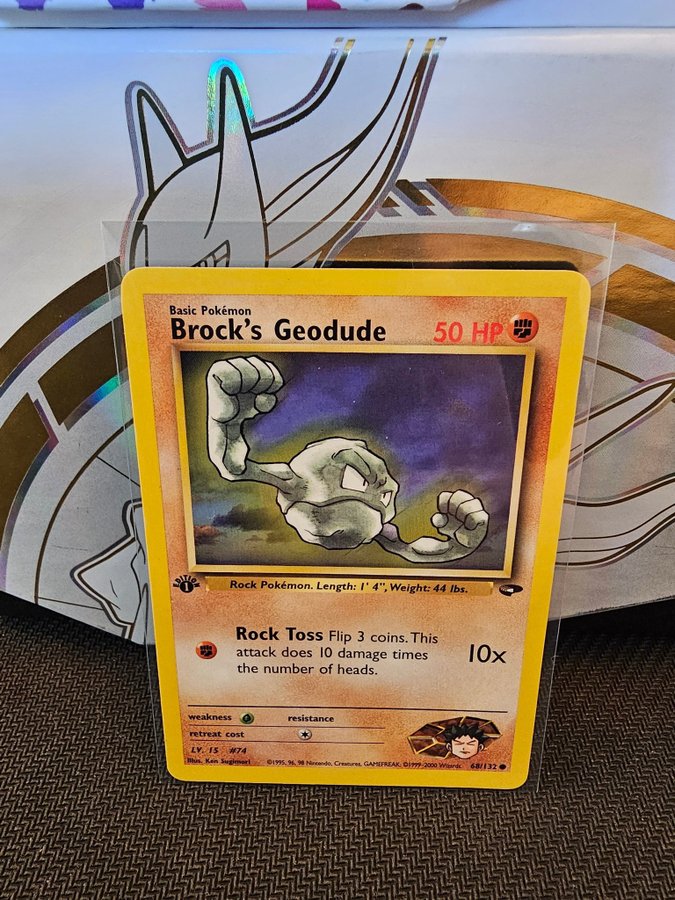 Basic Pokémon
Brock's Geodude 50 HP
EDITION
1
Rock Pokémon. Length: 1' 4", Weight: 44 lbs.
Rock Toss Flip 3 coins. This
attack does 10 damage times
the number of heads.
10x
weakness resistance
retreat cost
LV. 15 #74
Illus. Ken Sugimori ©1995, 96, 98 Nintendo, Creatures, GAMEFREAK. ©1999-2000 Wizards. 68/132